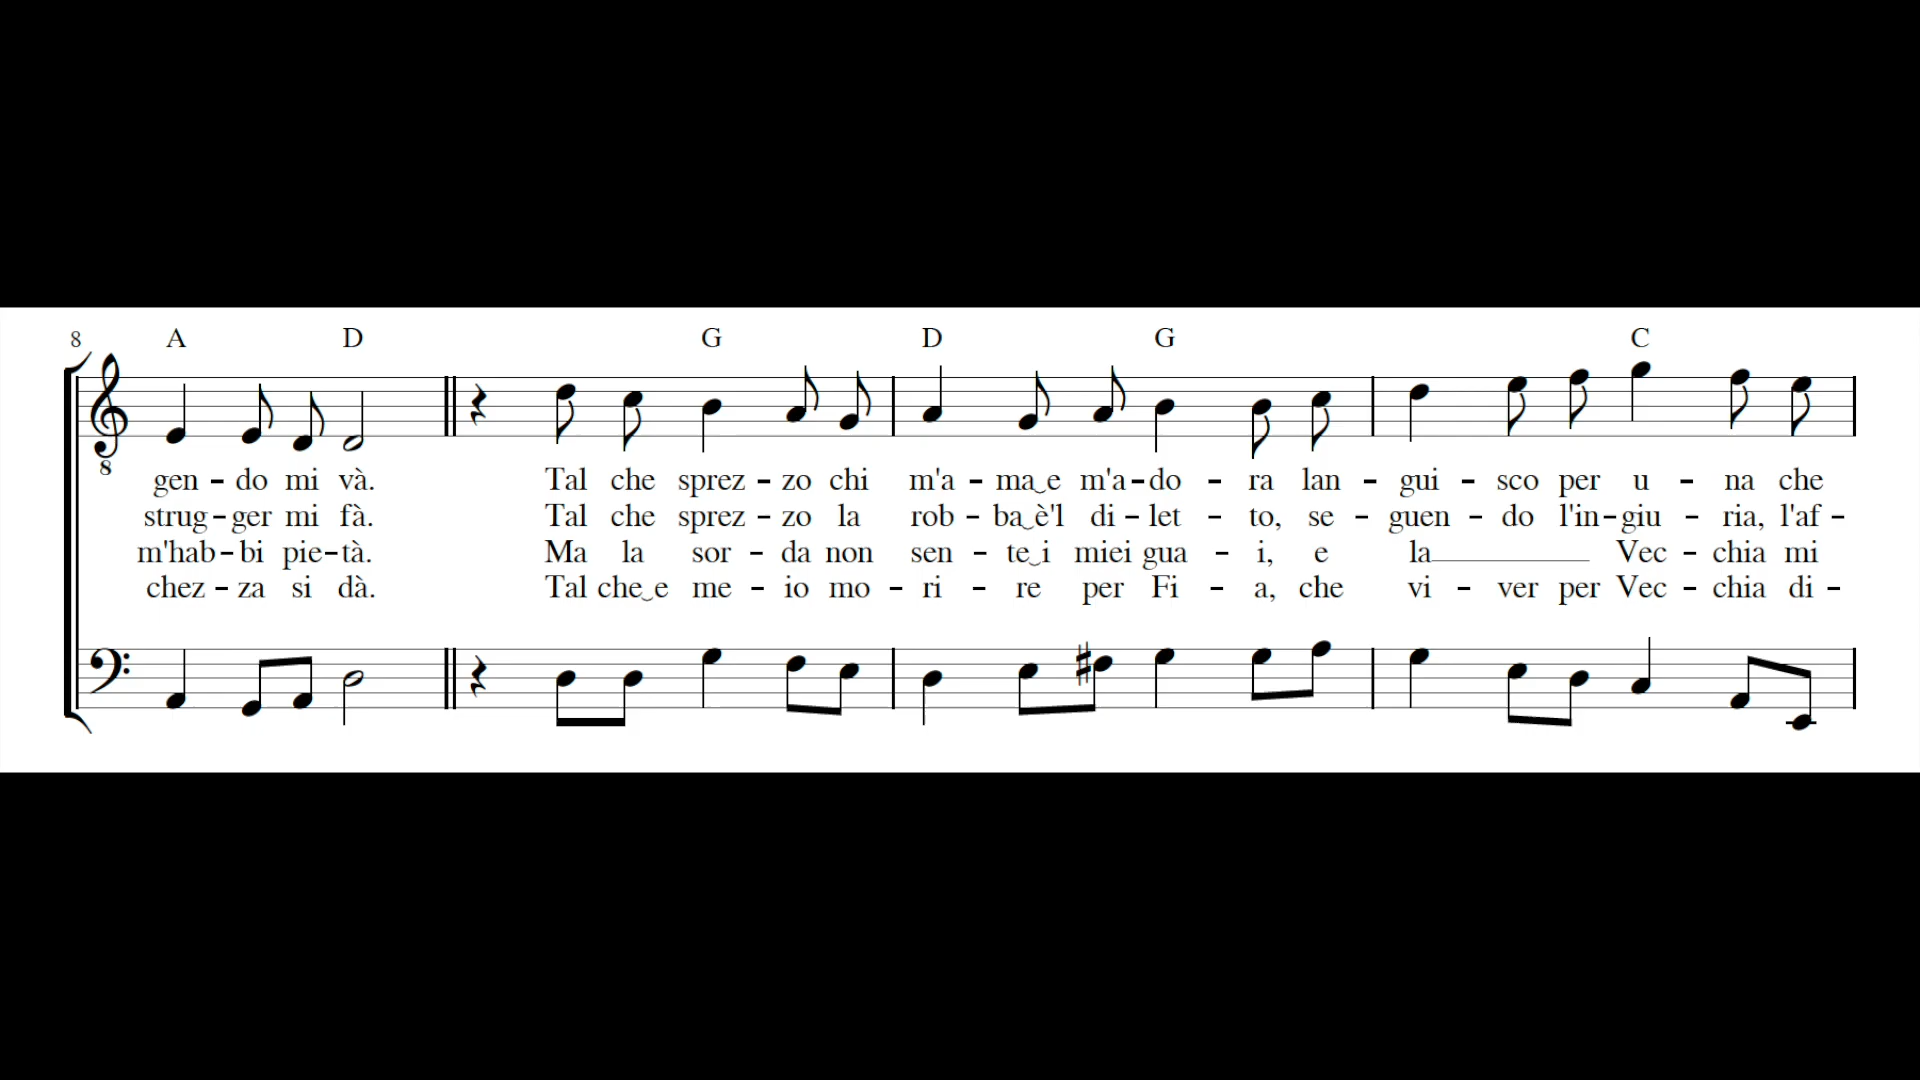 8 A D G D G C
8
gen - do mi và. Tal che sprez - zo chi m'a - ma‿e m'a - do - ra lan - gui - sco per u - na che
strug - ger mi fà. Tal che sprez - zo la rob - ba‿è'l di - let - to, se - guen - do l'in - giu - ria, l'af -
m'hab - bi pie - tà. Ma la sor - da non sen - te‿i miei gua - i, e la Vec - chia mi
chez - za si dà. Tal che‿e me - io mo - ri - re per Fi - a, che vi - ver per Vec - chia di -